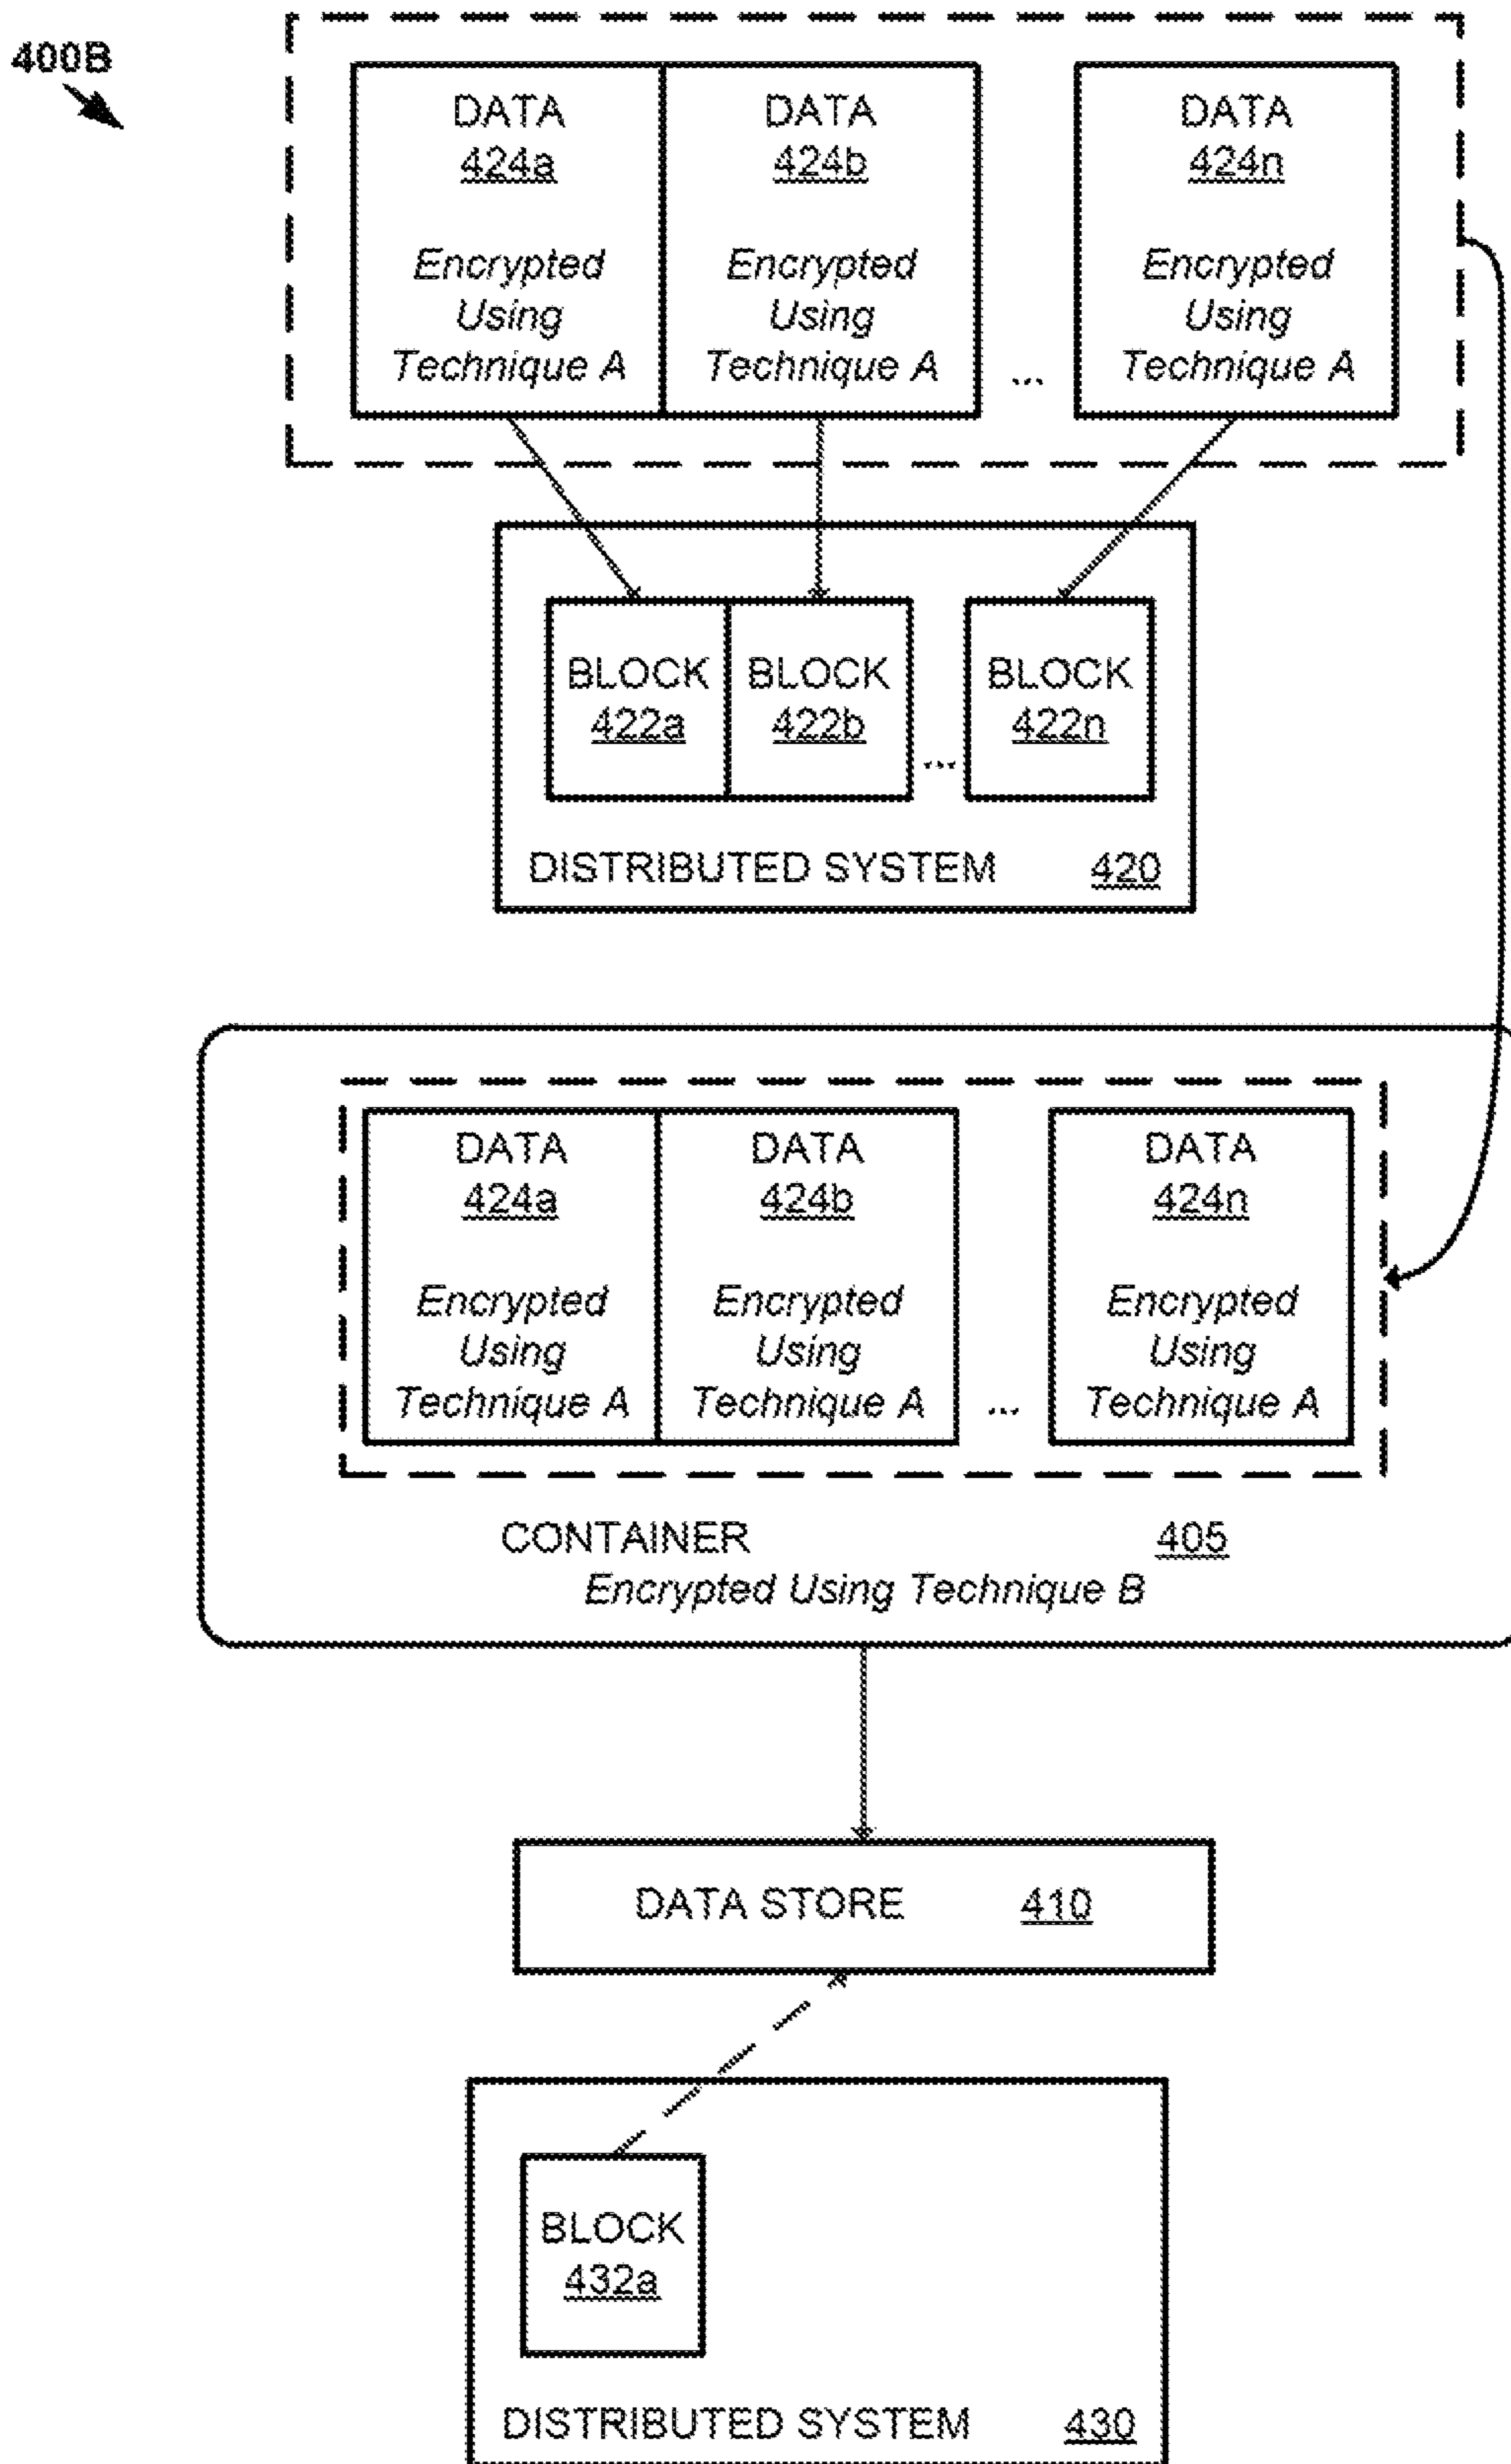 400B
DATA DATA DATA
424a 424b 424n
Encrypted Encrypted Encrypted
Using Using Using
Technique A Technique A ... Technique A
BLOCK BLOCK BLOCK
422a 422b ... 422n
DISTRIBUTED SYSTEM 420
DATA DATA DATA
424a 424b 424n
Encrypted Encrypted Encrypted
Using Using Using
Technique A Technique A ... Technique A
CONTAINER 405
Encrypted Using Technique B
DATA STORE 410
BLOCK
432a
DISTRIBUTED SYSTEM 430